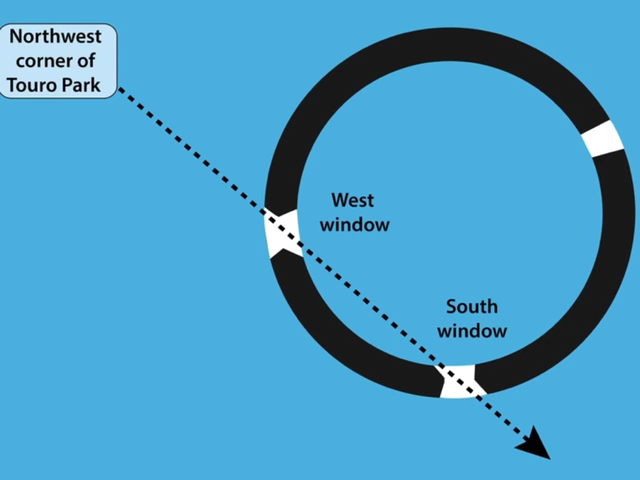 Northwest
corner of
Touro Park
West
window
South
window